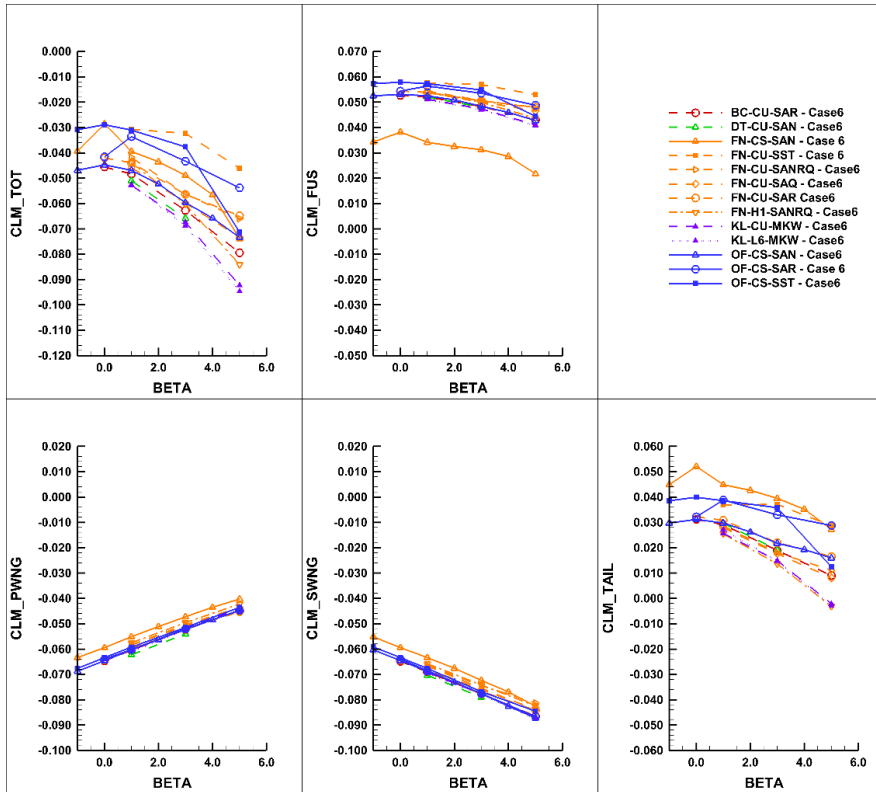 CLM_TOT
0.000
-0.010
-0.020
-0.030
-0.040
-0.050
-0.060
-0.070
-0.080
-0.090
-0.100
-0.110
-0.120
0.0 2.0 4.0 6.0
BETA
CLM_FUS
0.070
0.060
0.050
0.040
0.030
0.020
0.010
0.000
-0.010
-0.020
-0.030
-0.040
-0.050
0.0 2.0 4.0 6.0
BETA
BC-CU-SAR - Case6
DT-CU-SAN - Case6
FN-CS-SAN - Case 6
FN-CU-SST - Case 6
FN-CU-SANRQ - Case6
FN-CU-SAQ - Case6
FN-CU-SAR Case6
FN-H1-SANRQ - Case6
KL-CU-MKW - Case6
KL-L6-MKW - Case6
OF-CS-SAN - Case6
OF-CS-SAR - Case 6
OF-CS-SST - Case6
CLM_PWNG
0.020
0.010
0.000
-0.010
-0.020
-0.030
-0.040
-0.050
-0.060
-0.070
-0.080
-0.090
-0.100
0.0 2.0 4.0 6.0
BETA
CLM_SWNG
0.020
0.010
0.000
-0.010
-0.020
-0.030
-0.040
-0.050
-0.060
-0.070
-0.080
-0.090
-0.100
0.0 2.0 4.0 6.0
BETA
CLM_TAIL
0.060
0.050
0.040
0.030
0.020
0.010
0.000
-0.010
-0.020
-0.030
-0.040
-0.050
-0.060
0.0 2.0 4.0 6.0
BETA